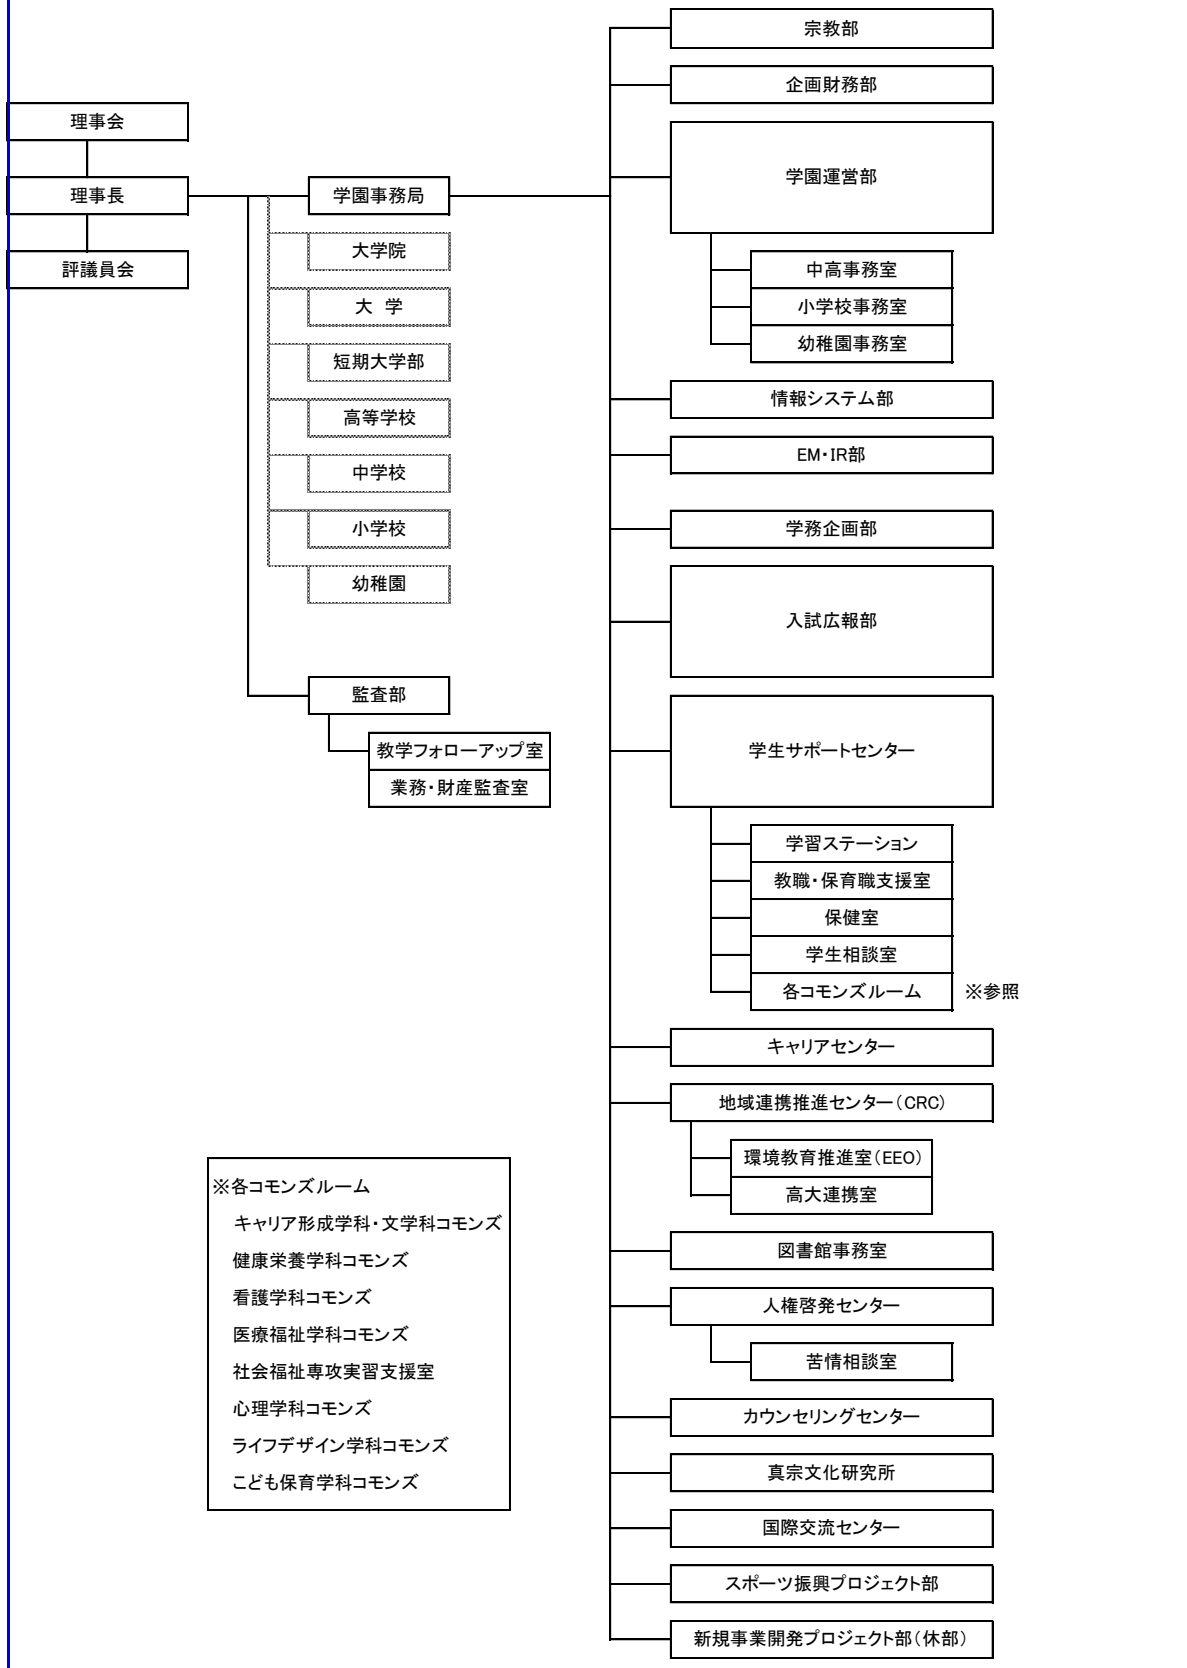 理事会
理事長
評議員会
学園事務局
大学院
大　学
短期大学部
高等学校
中学校
小学校
幼稚園
監査部
教学フォローアップ室
業務・財産監査室
宗教部
企画財務部
学園運営部
中高事務室
小学校事務室
幼稚園事務室
情報システム部
EM・IR部
学務企画部
入試広報部
学生サポートセンター
学習ステーション
教職・保育職支援室
保健室
学生相談室
各コモンズルーム　※参照
キャリアセンター
地域連携推進センター（CRC）
環境教育推進室（EEO）
高大連携室
図書館事務室
人権啓発センター
苦情相談室
カウンセリングセンター
真宗文化研究所
国際交流センター
スポーツ振興プロジェクト部
新規事業開発プロジェクト部（休部）
※各コモンズルーム
キャリア形成学科・文学科コモンズ
健康栄養学科コモンズ
看護学科コモンズ
医療福祉学科コモンズ
社会福祉専攻実習支援室
心理学科コモンズ
ライフデザイン学科コモンズ
こども保育学科コモンズ